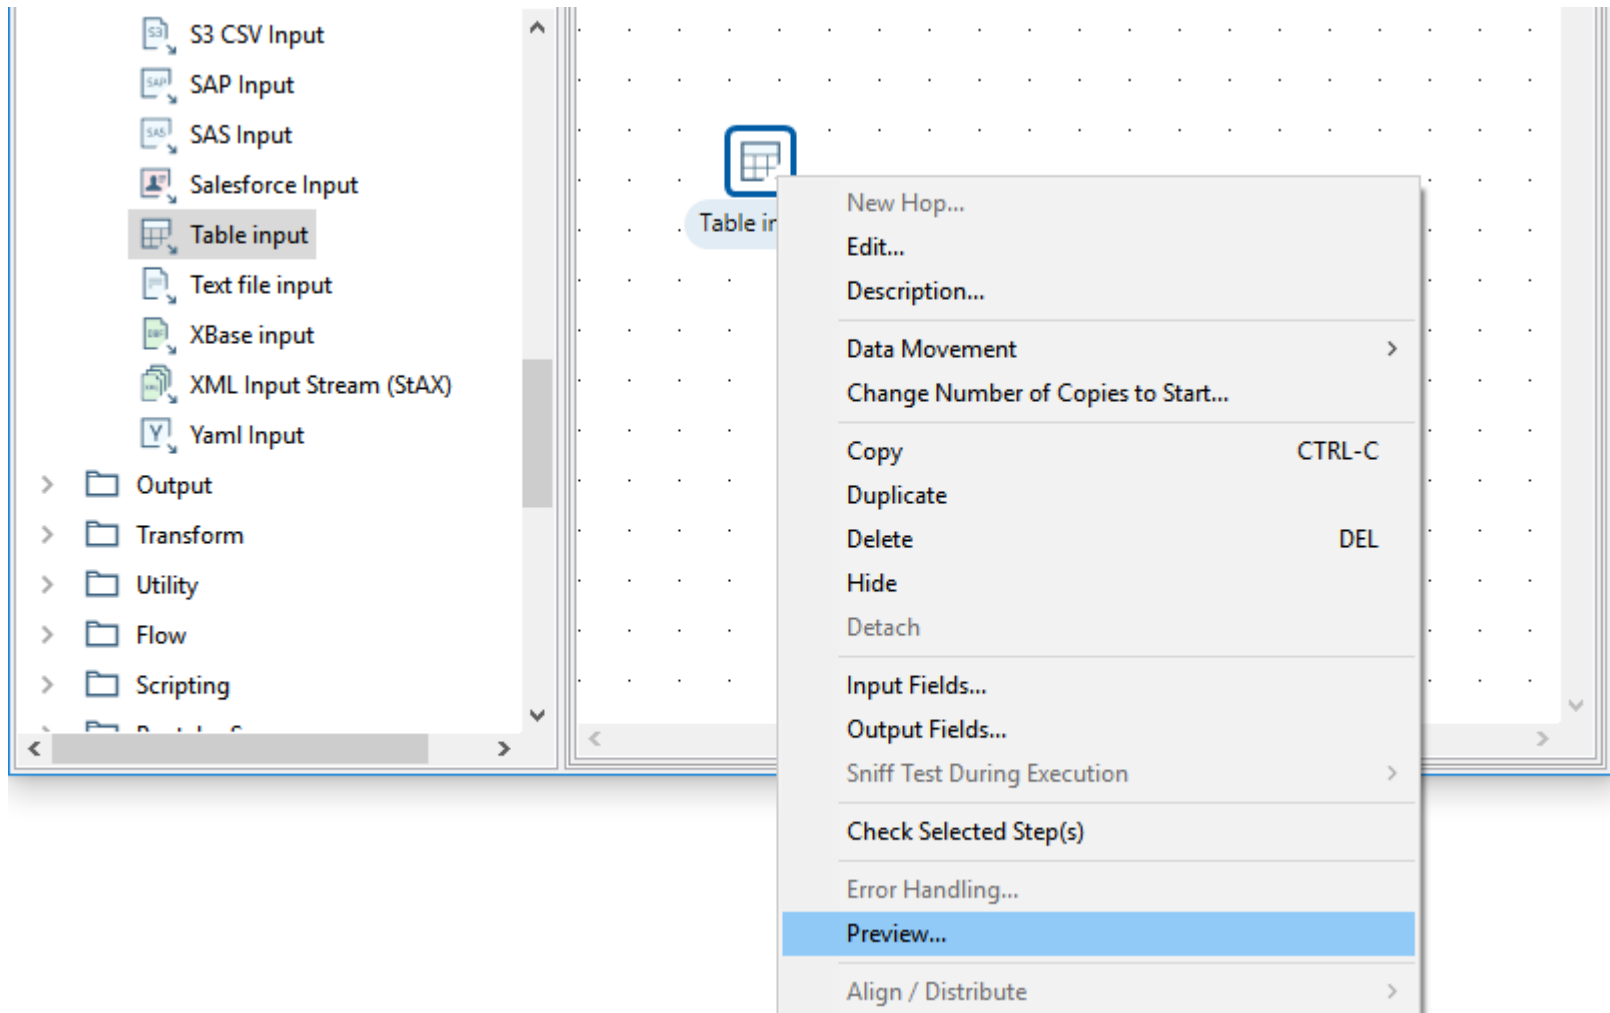 S3 CSV Input
SAP Input
SAS Input
Salesforce Input
Table input
Text file input
XBase input
XML Input Stream (StAX)
Yaml Input
Output
Transform
Utility
Flow
Scripting
Table
New Hop...
Edit...
Description...
Data Movement
Change Number of Copies to Start...
Copy CTRL-C
Duplicate
Delete DEL
Hide
Detach
Input Fields...
Output Fields...
Sniff Test During Execution
Check Selected Step(s)
Error Handling...
Preview...
Align / Distribute